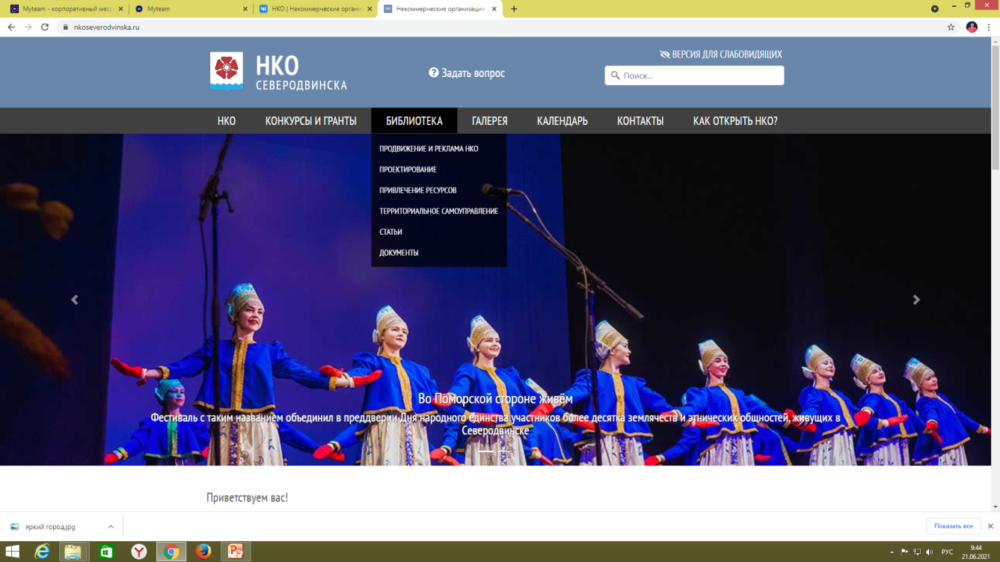 Myteam - корпоративный месс
Myteam
НКО | Некоммерческие органи
Некоммерческие организации
nkoseverodvinska.ru
НКО
СЕВЕРОДВИНСКА
Задать вопрос
ВЕРСИЯ ДЛЯ СЛАБОВИДЯЩИХ
Поиск...
НКО КОНКУРСЫ И ГРАНТЫ БИБЛИОТЕКА ГАЛЕРЕЯ КАЛЕНДАРЬ КОНТАКТЫ КАК ОТКРЫТЬ НКО?
ПРОДВИЖЕНИЕ И РЕКЛАМА НКО
ПРОЕКТИРОВАНИЕ
ПРИВЛЕЧЕНИЕ РЕСУРСОВ
ТЕРРИТОРИАЛЬНОЕ САМОУПРАВЛЕНИЕ
СТАТЬИ
ДОКУМЕНТЫ
Во Поморской стороне живём
Фестиваль с таким названием объединил в преддверии Дня народного единства участников более десятка землячеств и этнических общностей, живущих в
Северодвинске
Приветствуем вас!
яркий город.jpg
Показать все
РУС
9:44
21.06.2021